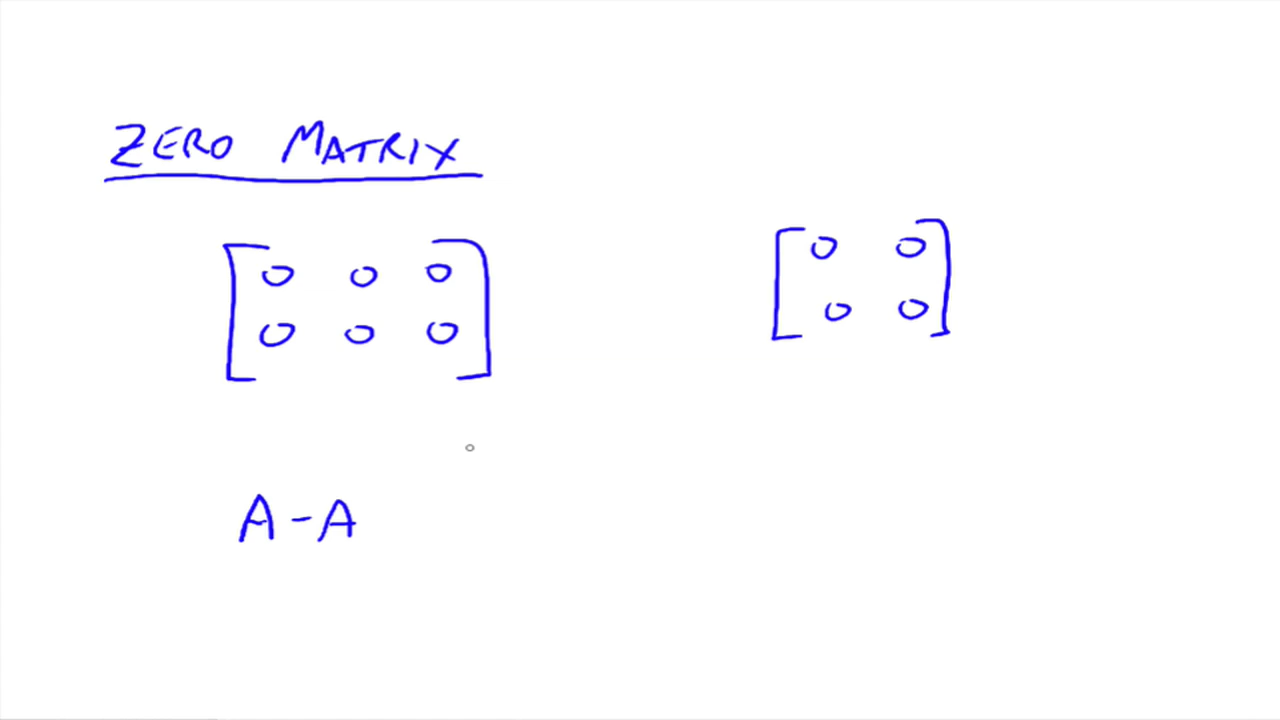 ZERO MATRIX
[0 0 0
0 0 0]
[0 0
0 0]
A-A